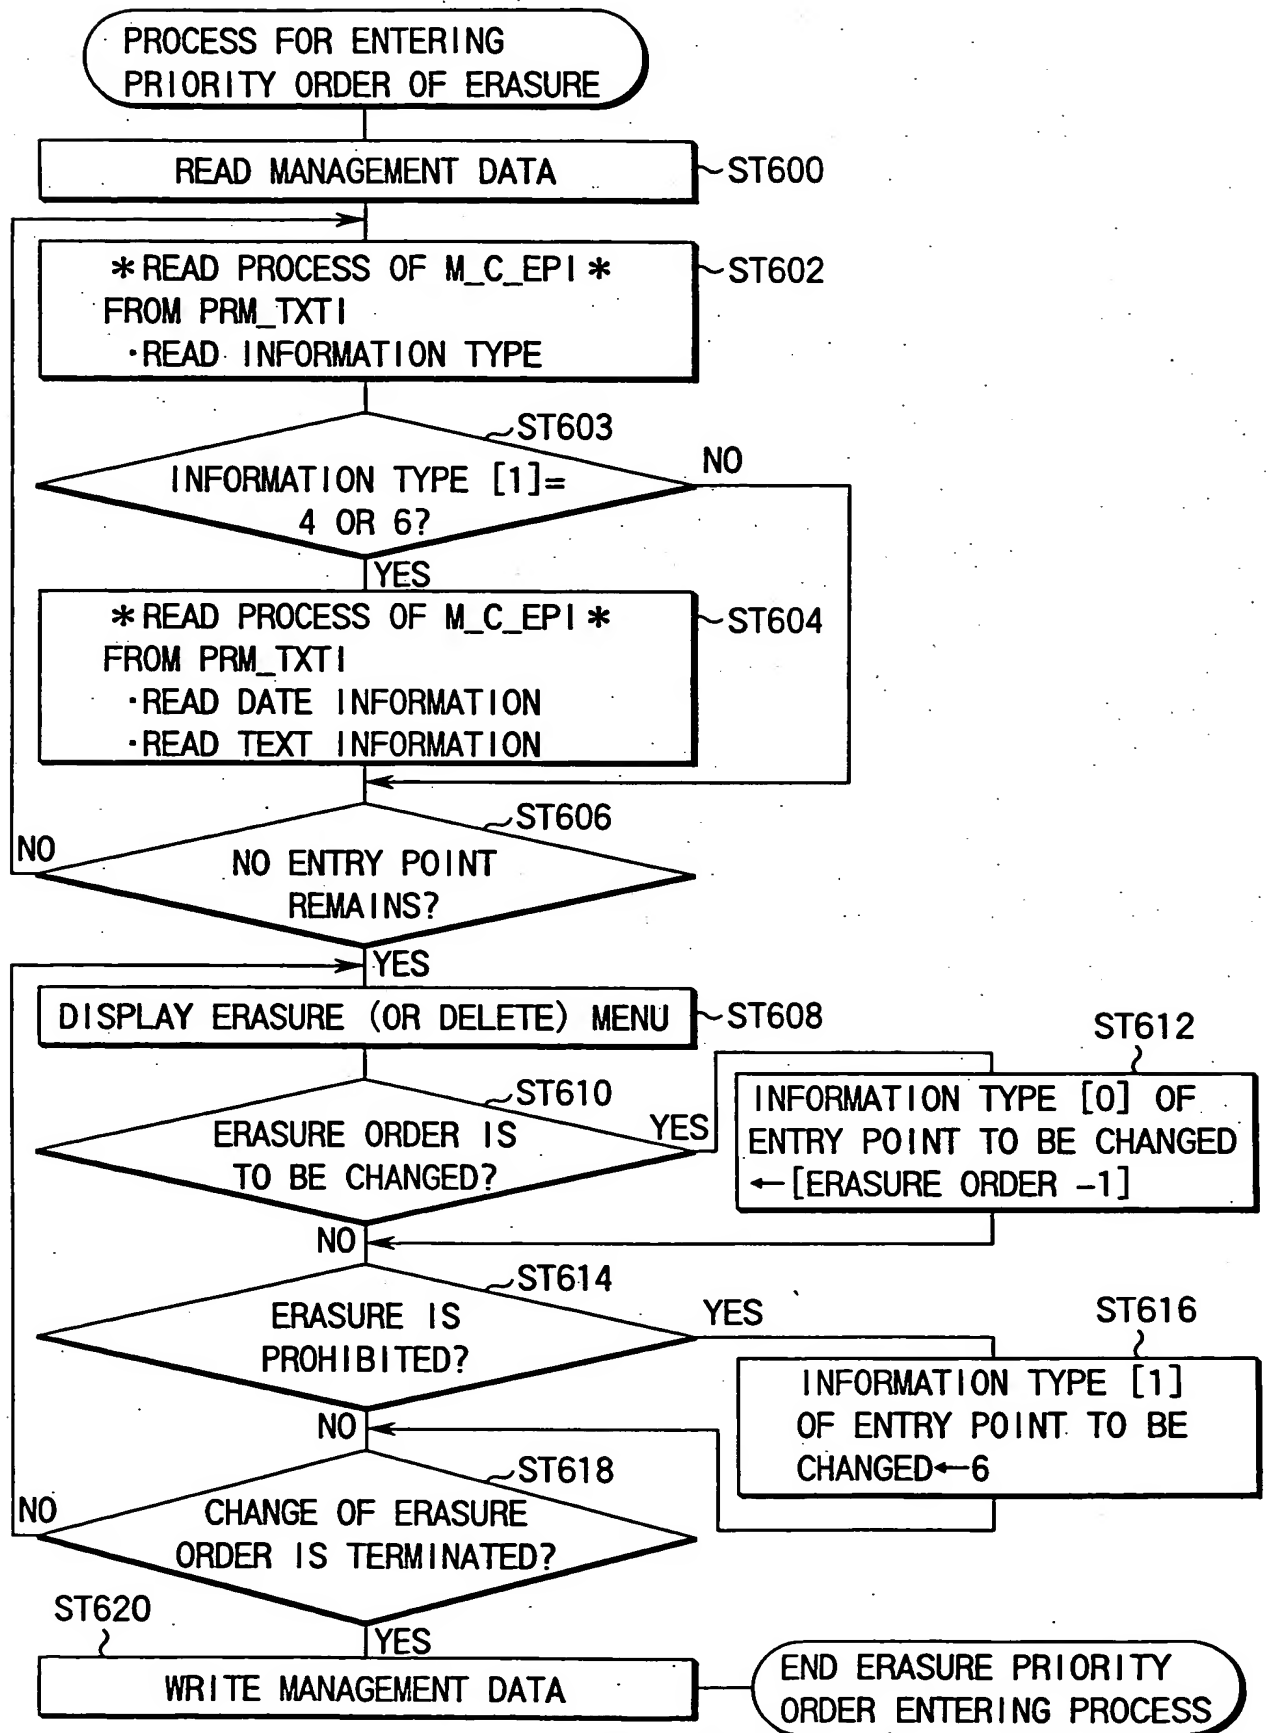 PROCESS FOR ENTERING
PRIORITY ORDER OF ERASURE
READ MANAGEMENT DATA
ST600
*READ PROCESS OF M_C_EPI*
FROM PRM_TXTI
·READ INFORMATION TYPE
ST602
ST603
INFORMATION TYPE [1]=
4 OR 6?
NO
YES
*READ PROCESS OF M_C_EPI*
FROM PRM_TXTI
·READ DATE INFORMATION
·READ TEXT INFORMATION
ST604
ST606
NO
NO ENTRY POINT
REMAINS?
YES
DISPLAY ERASURE (OR DELETE) MENU
ST608
ST610
ERASURE ORDER IS
TO BE CHANGED?
YES
ST612
INFORMATION TYPE [0] OF
ENTRY POINT TO BE CHANGED
←[ERASURE ORDER -1]
NO
ST614
ERASURE IS
PROHIBITED?
YES
ST616
INFORMATION TYPE [1]
OF ENTRY POINT TO BE
CHANGED←6
NO
ST618
NO
CHANGE OF ERASURE
ORDER IS TERMINATED?
ST620
YES
WRITE MANAGEMENT DATA
END ERASURE PRIORITY
ORDER ENTERING PROCESS